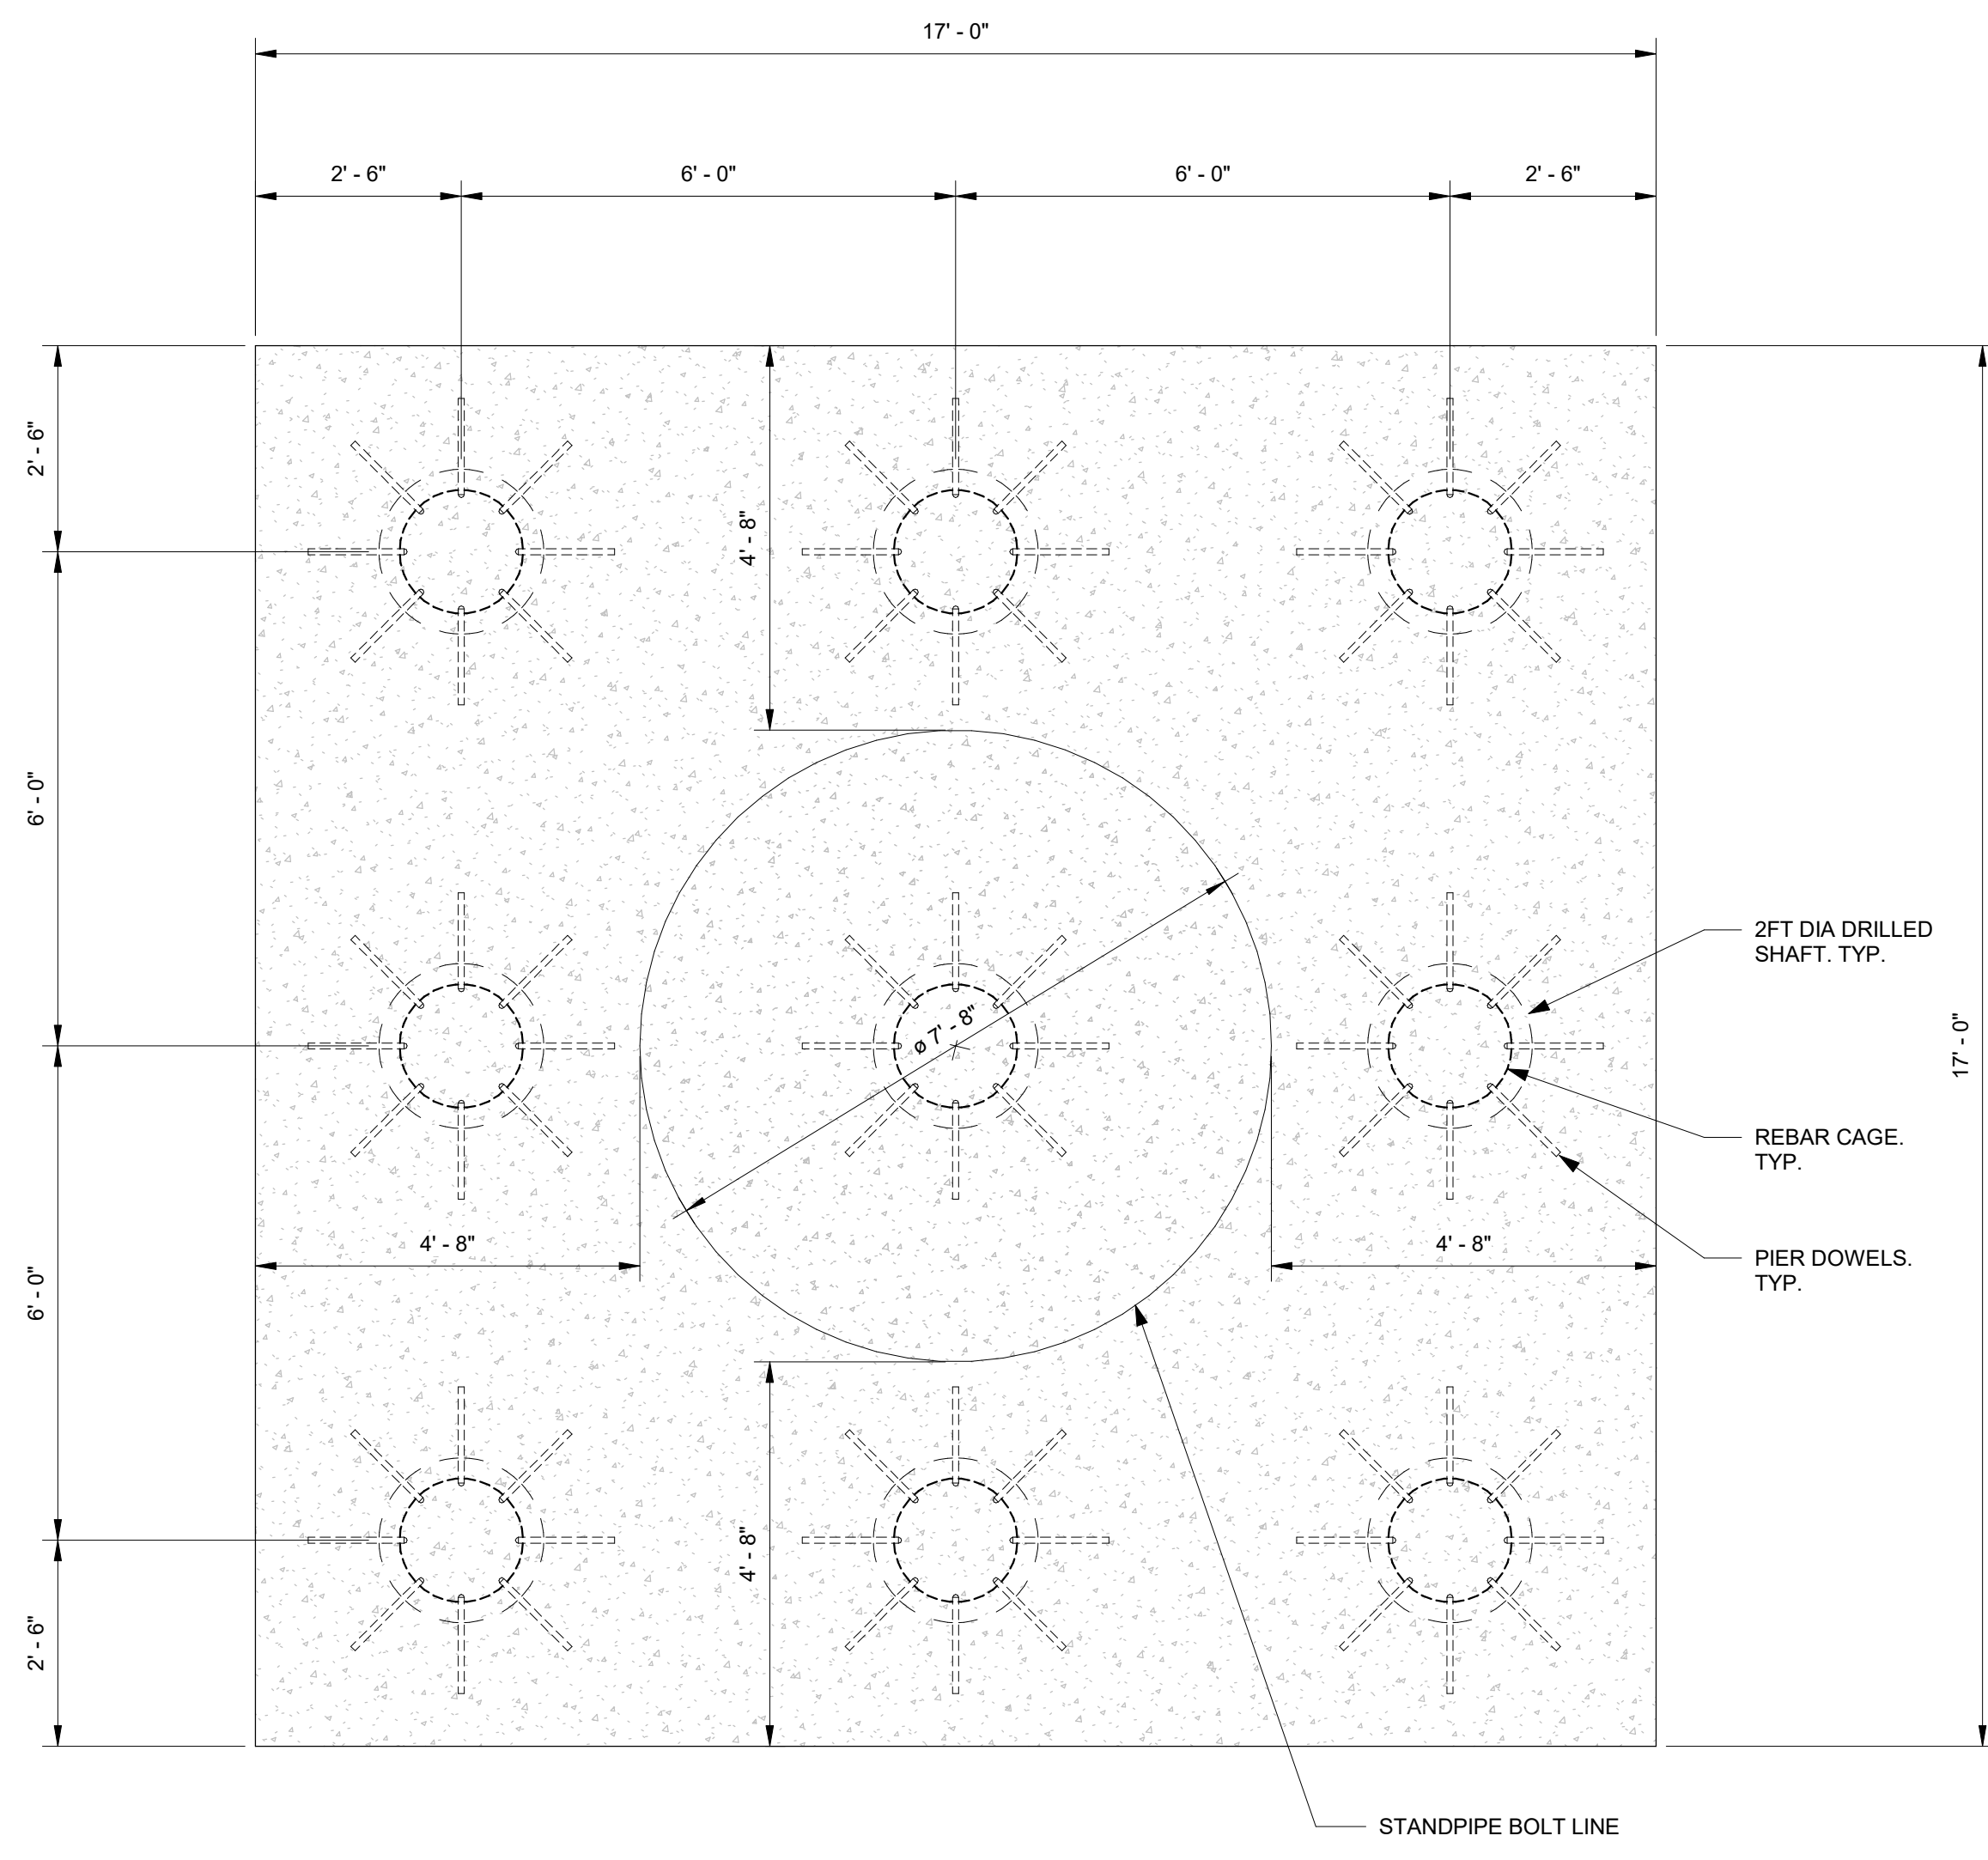 17' - 0"
2' - 6"
6' - 0"
6' - 0"
2' - 6"
2' - 6"
4' - 8"
6' - 0"
2FT DIA DRILLED
SHAFT. TYP.
ø 7' - 8"
17' - 0"
REBAR CAGE.
TYP.
4' - 8"
4' - 8"
PIER DOWELS.
TYP.
6' - 0"
4' - 8"
2' - 6"
STANDPIPE BOLT LINE